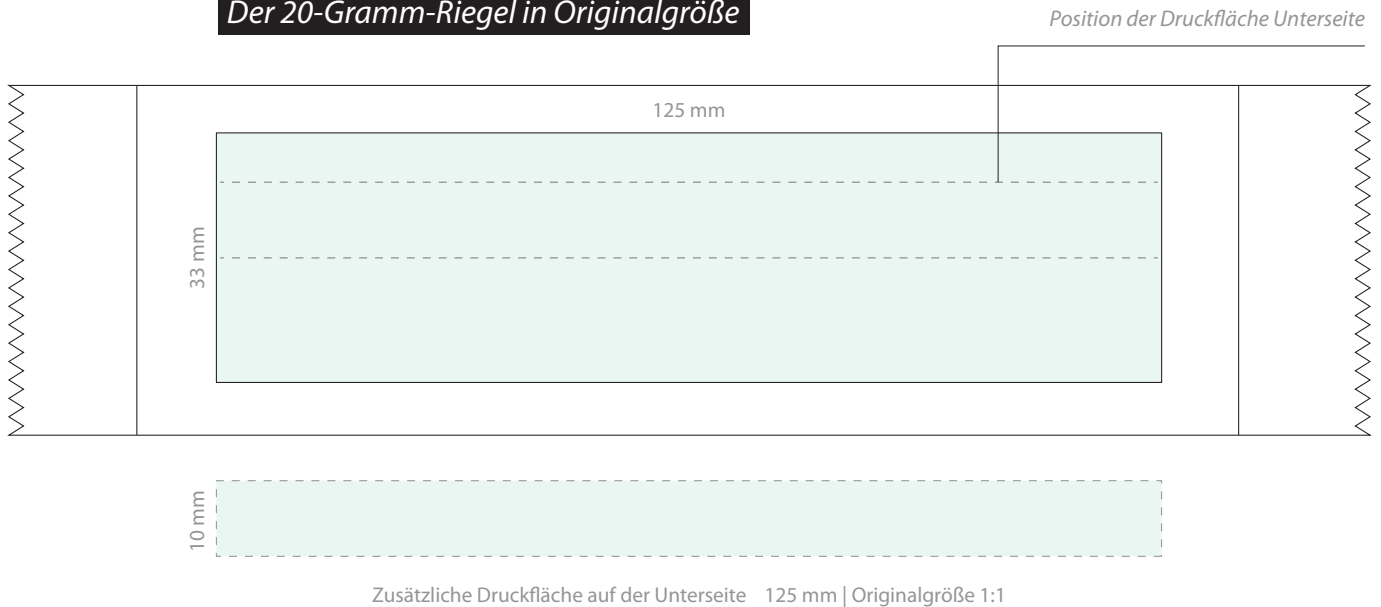 Der 20-Gramm-Riegel in Originalgröße
Position der Druckfläche Unterseite
125 mm
33 mm
10 mm
Zusätzliche Druckfläche auf der Unterseite 125 mm | Originalgröße 1:1